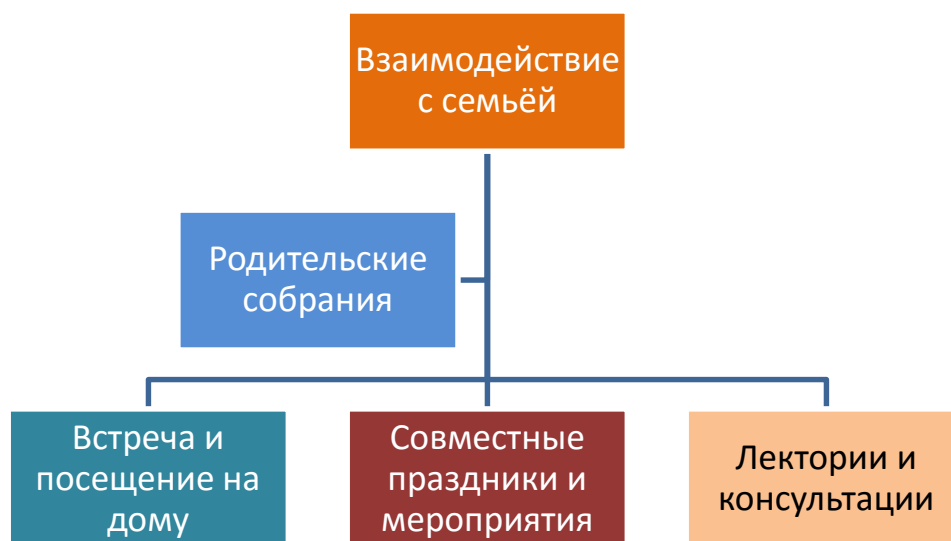 Взаимодействие
с семьёй
Родительские
собрания
Встреча и
посещение на
дому
Совместные
праздники и
мероприятия
Лектории и
консультации